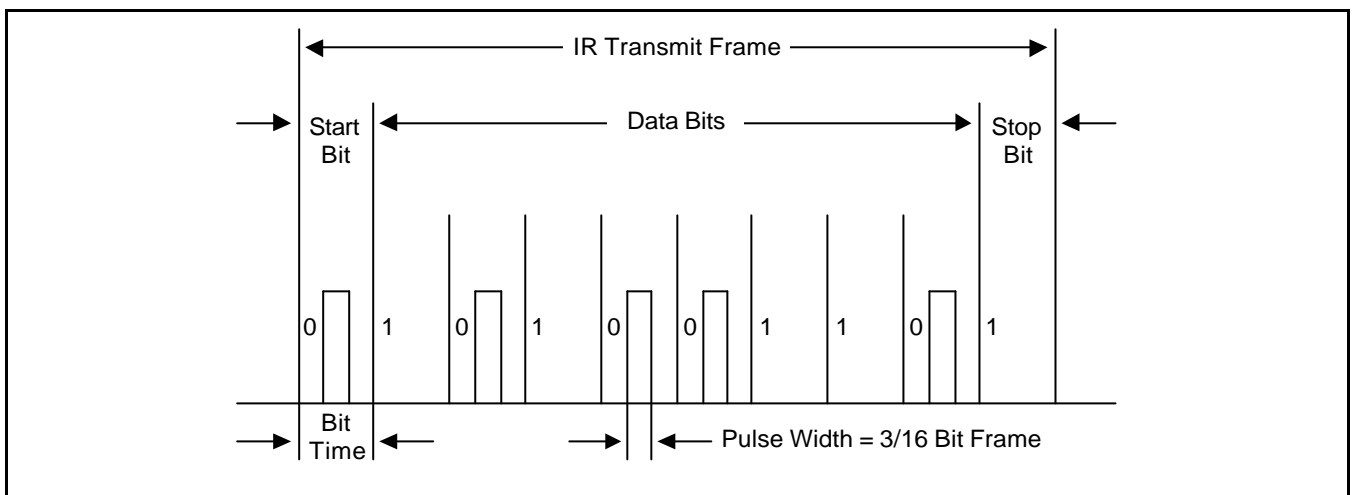 IR Transmit Frame
Start
Bit
Data Bits
Stop
Bit
0 1 0 1 0 0 1 1 0 1
Bit
Time
Pulse Width = 3/16 Bit Frame